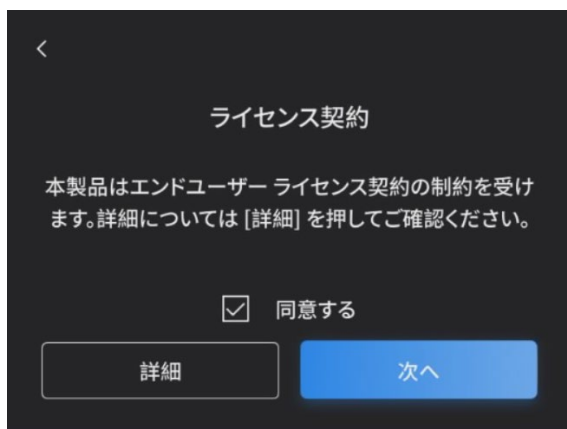 ライセンス契約
本製品はエンドユーザー ライセンス契約の制約を受け
ます。詳細については [詳細] を押してご確認ください。
同意する
詳細
次へ